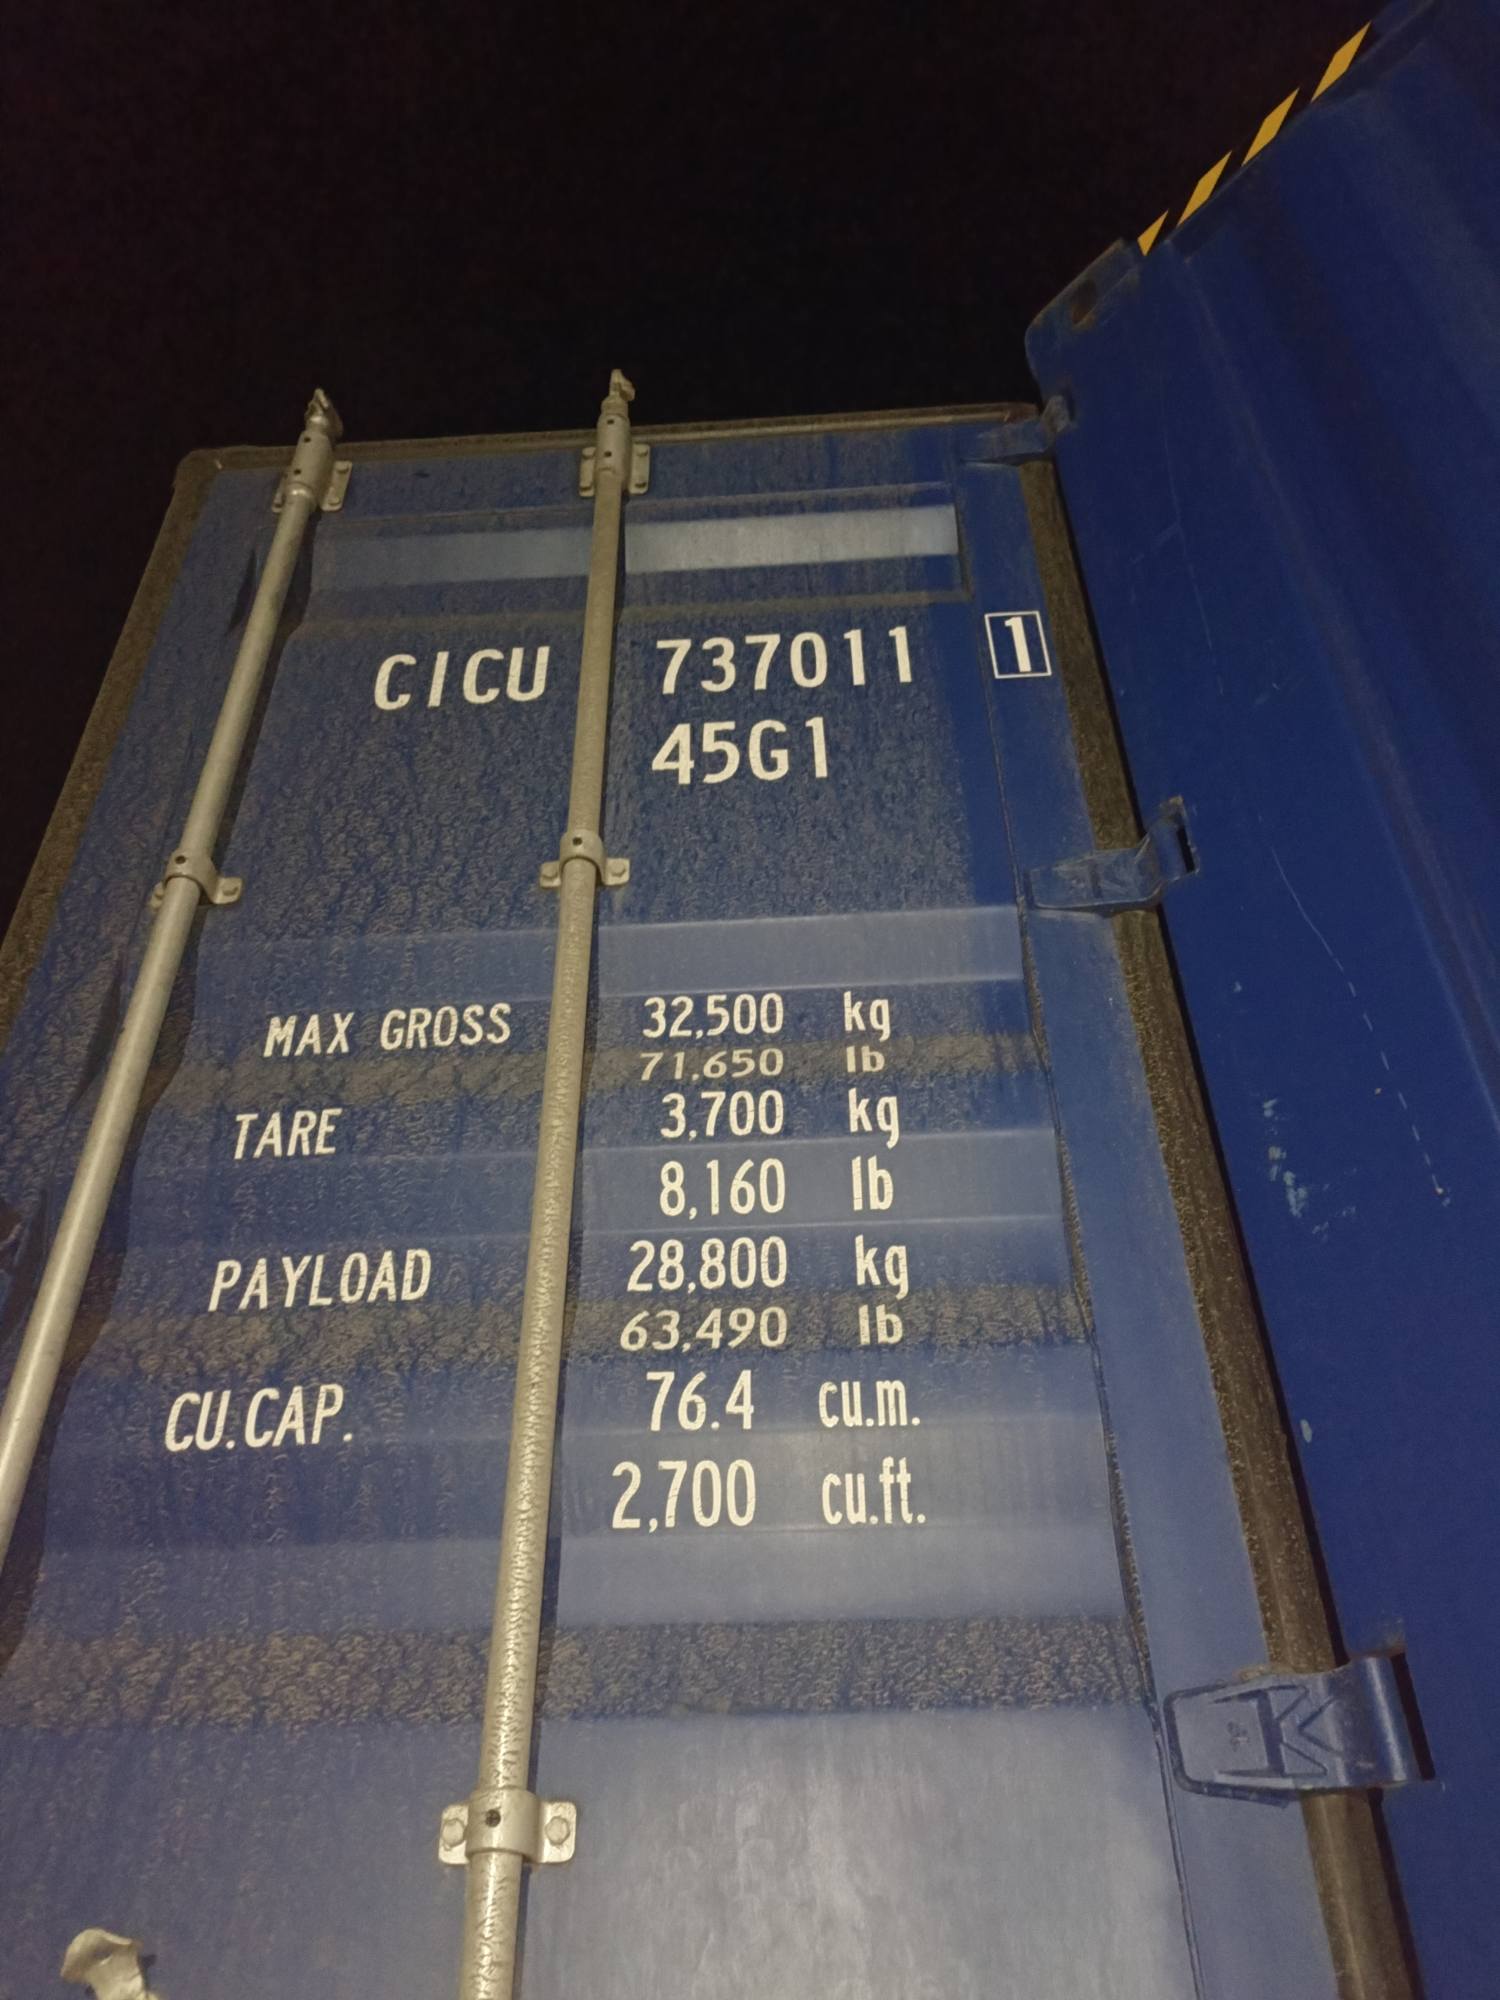 CICU 737011 1
45G1
MAX GROSS 32,500 kg
71,650 lb
TARE 3,700 kg
8,160 lb
PAYLOAD 28,800 kg
63,490 lb
CU.CAP. 76.4 cu.m.
2,700 cu.ft.